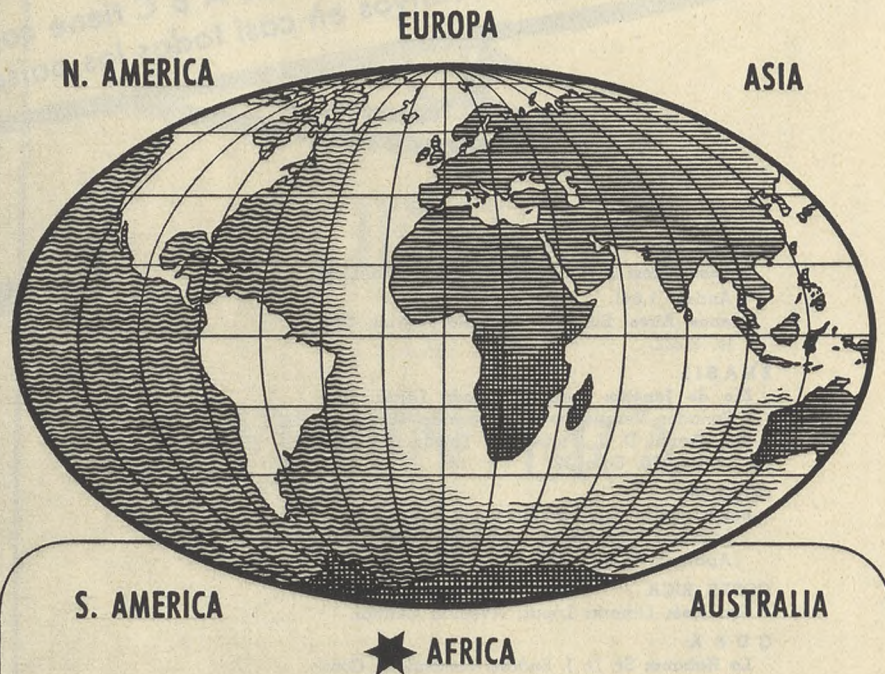 EUROPA
N. AMERICA
ASIA
S. AMERICA
AUSTRALIA
AFRICA